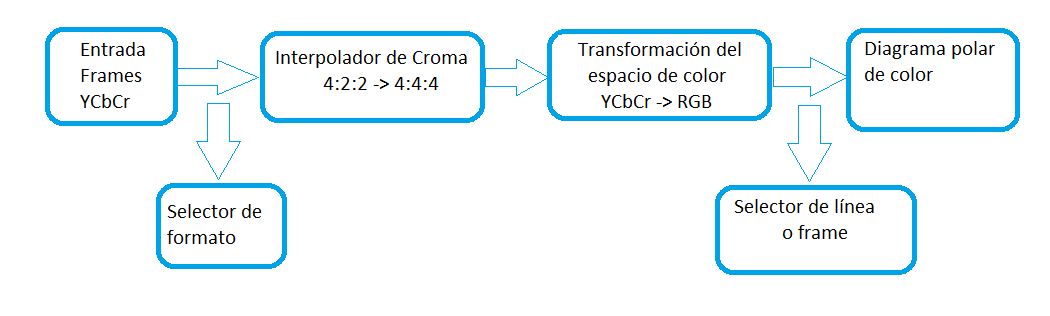 Entrada
Frames
YCbCr
Interpolador de Croma
4:2:2 -> 4:4:4
Transformación del
espacio de color
YCbCr -> RGB
Diagrama polar
de color
Selector de
formato
Selector de línea
o frame